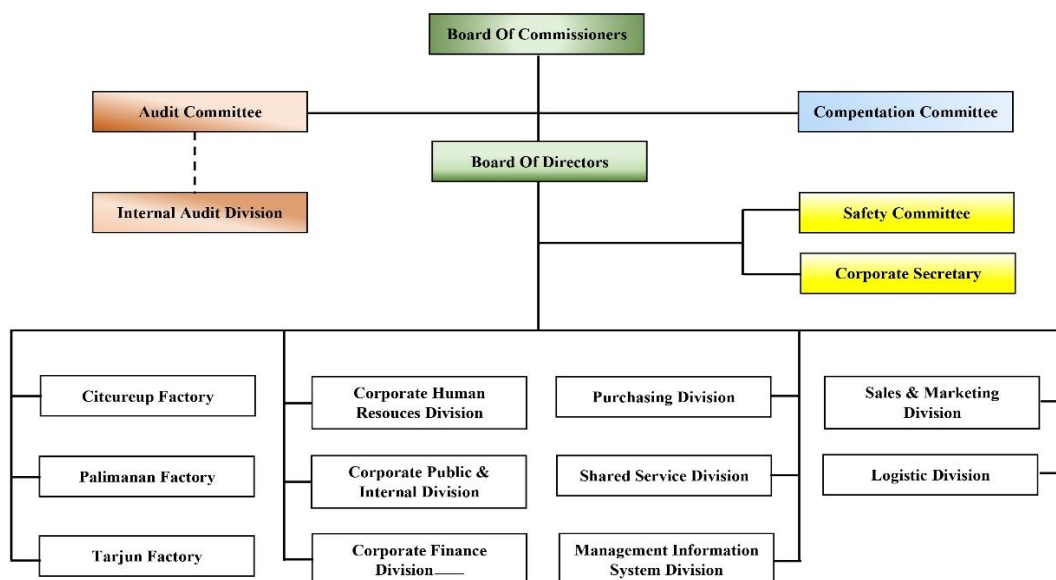 Board Of Commissioners
Audit Committee
Compentation Committee
Board Of Directors
Internal Audit Division
Safety Committee
Corporate Secretary
Citeureup Factory
Corporate Human
Resouces Division
Purchasing Division
Sales & Marketing
Division
Palimanan Factory
Corporate Public &
Internal Division
Shared Service Division
Logistic Division
Tarjun Factory
Corporate Finance
Division
Management Information
System Division